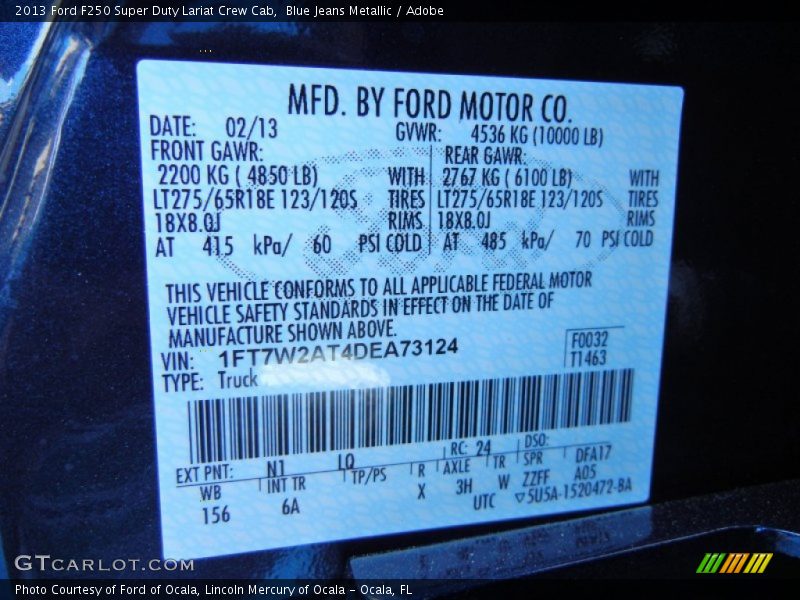 2013 Ford F250 Super Duty Lariat Crew Cab,  Blue Jeans Metallic / Adobe
MFD. BY FORD MOTOR CO.
DATE: 02/13 GVWR: 4536 KG (10000 LB)
FRONT GAWR: REAR GAWR:
2200 KG ( 4850 LB) WITH 2767 KG ( 6100 LB) WITH
LT275/65R18E 123/120S TIRES LT275/65R18E 123/120S TIRES
18X8.0J RIMS 18X8.0J RIMS
AT 415 kPa/ 60 PSI COLD AT 485 kPa/ 70 PSI COLD
THIS VEHICLE CONFORMS TO ALL APPLICABLE FEDERAL MOTOR
VEHICLE SAFETY STANDARDS IN EFFECT ON THE DATE OF
MANUFACTURE SHOWN ABOVE.
VIN: 1FT7W2AT4DEA73124 F0032
TYPE: Truck T1463
EXT PNT: N1 LQ RC: 24 DSO:
WB INT TR TP/PS R AXLE TR SPR DFA17
156 6A X 3H W ZZFF A05
UTC ▽5U5A-1520472-BA
GTCARLOT.COM
Photo Courtesy of Ford of Ocala, Lincoln Mercury of Ocala - Ocala, FL